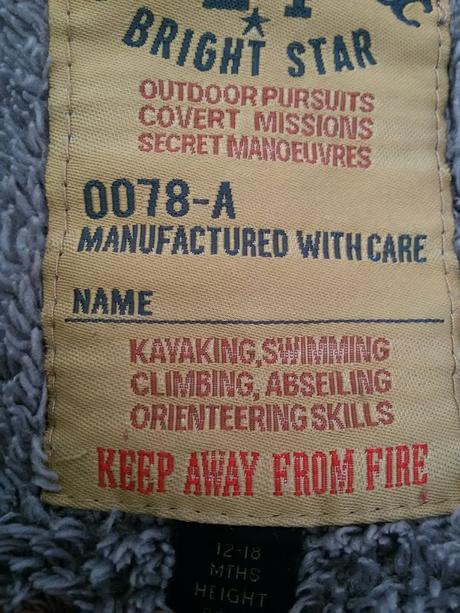 BRIGHT STAR
OUTDOOR PURSUITS
COVERT MISSIONS
SECRET MANOEUVRES
0078-A
MANUFACTURED WITH CARE
NAME
KAYAKING, SWIMMING
CLIMBING, ABSEILING
ORIENTEERING SKILLS
KEEP AWAY FROM FIRE
12-18
MTHS
HEIGHT